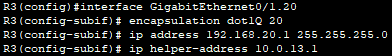 R3(config)#interface GigabitEthernet0/1.20
R3(config-subif)# encapsulation dot1Q 20
R3(config-subif)# ip address 192.168.20.1 255.255.255.0
R3(config-subif)# ip helper-address 10.0.13.1